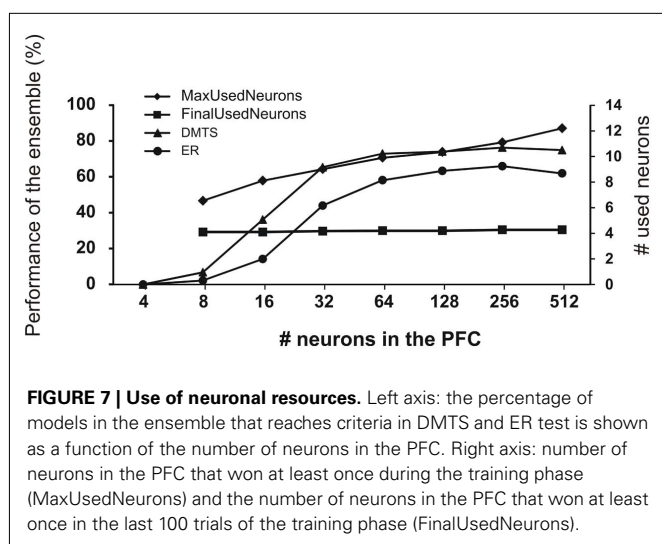 MaxUsedNeurons
FinalUsedNeurons
DMTS
ER
Performance of the ensemble (%)
100
80
60
40
20
0
14
12
10
8
6
4
2
0
# used neurons
4 8 16 32 64 128 256 512
# neurons in the PFC
FIGURE 7 | Use of neuronal resources. Left axis: the percentage of
models in the ensemble that reaches criteria in DMTS and ER test is shown
as a function of the number of neurons in the PFC. Right axis: number of
neurons in the PFC that won at least once during the training phase
(MaxUsedNeurons) and the number of neurons in the PFC that won at least
once in the last 100 trials of the training phase (FinalUsedNeurons).